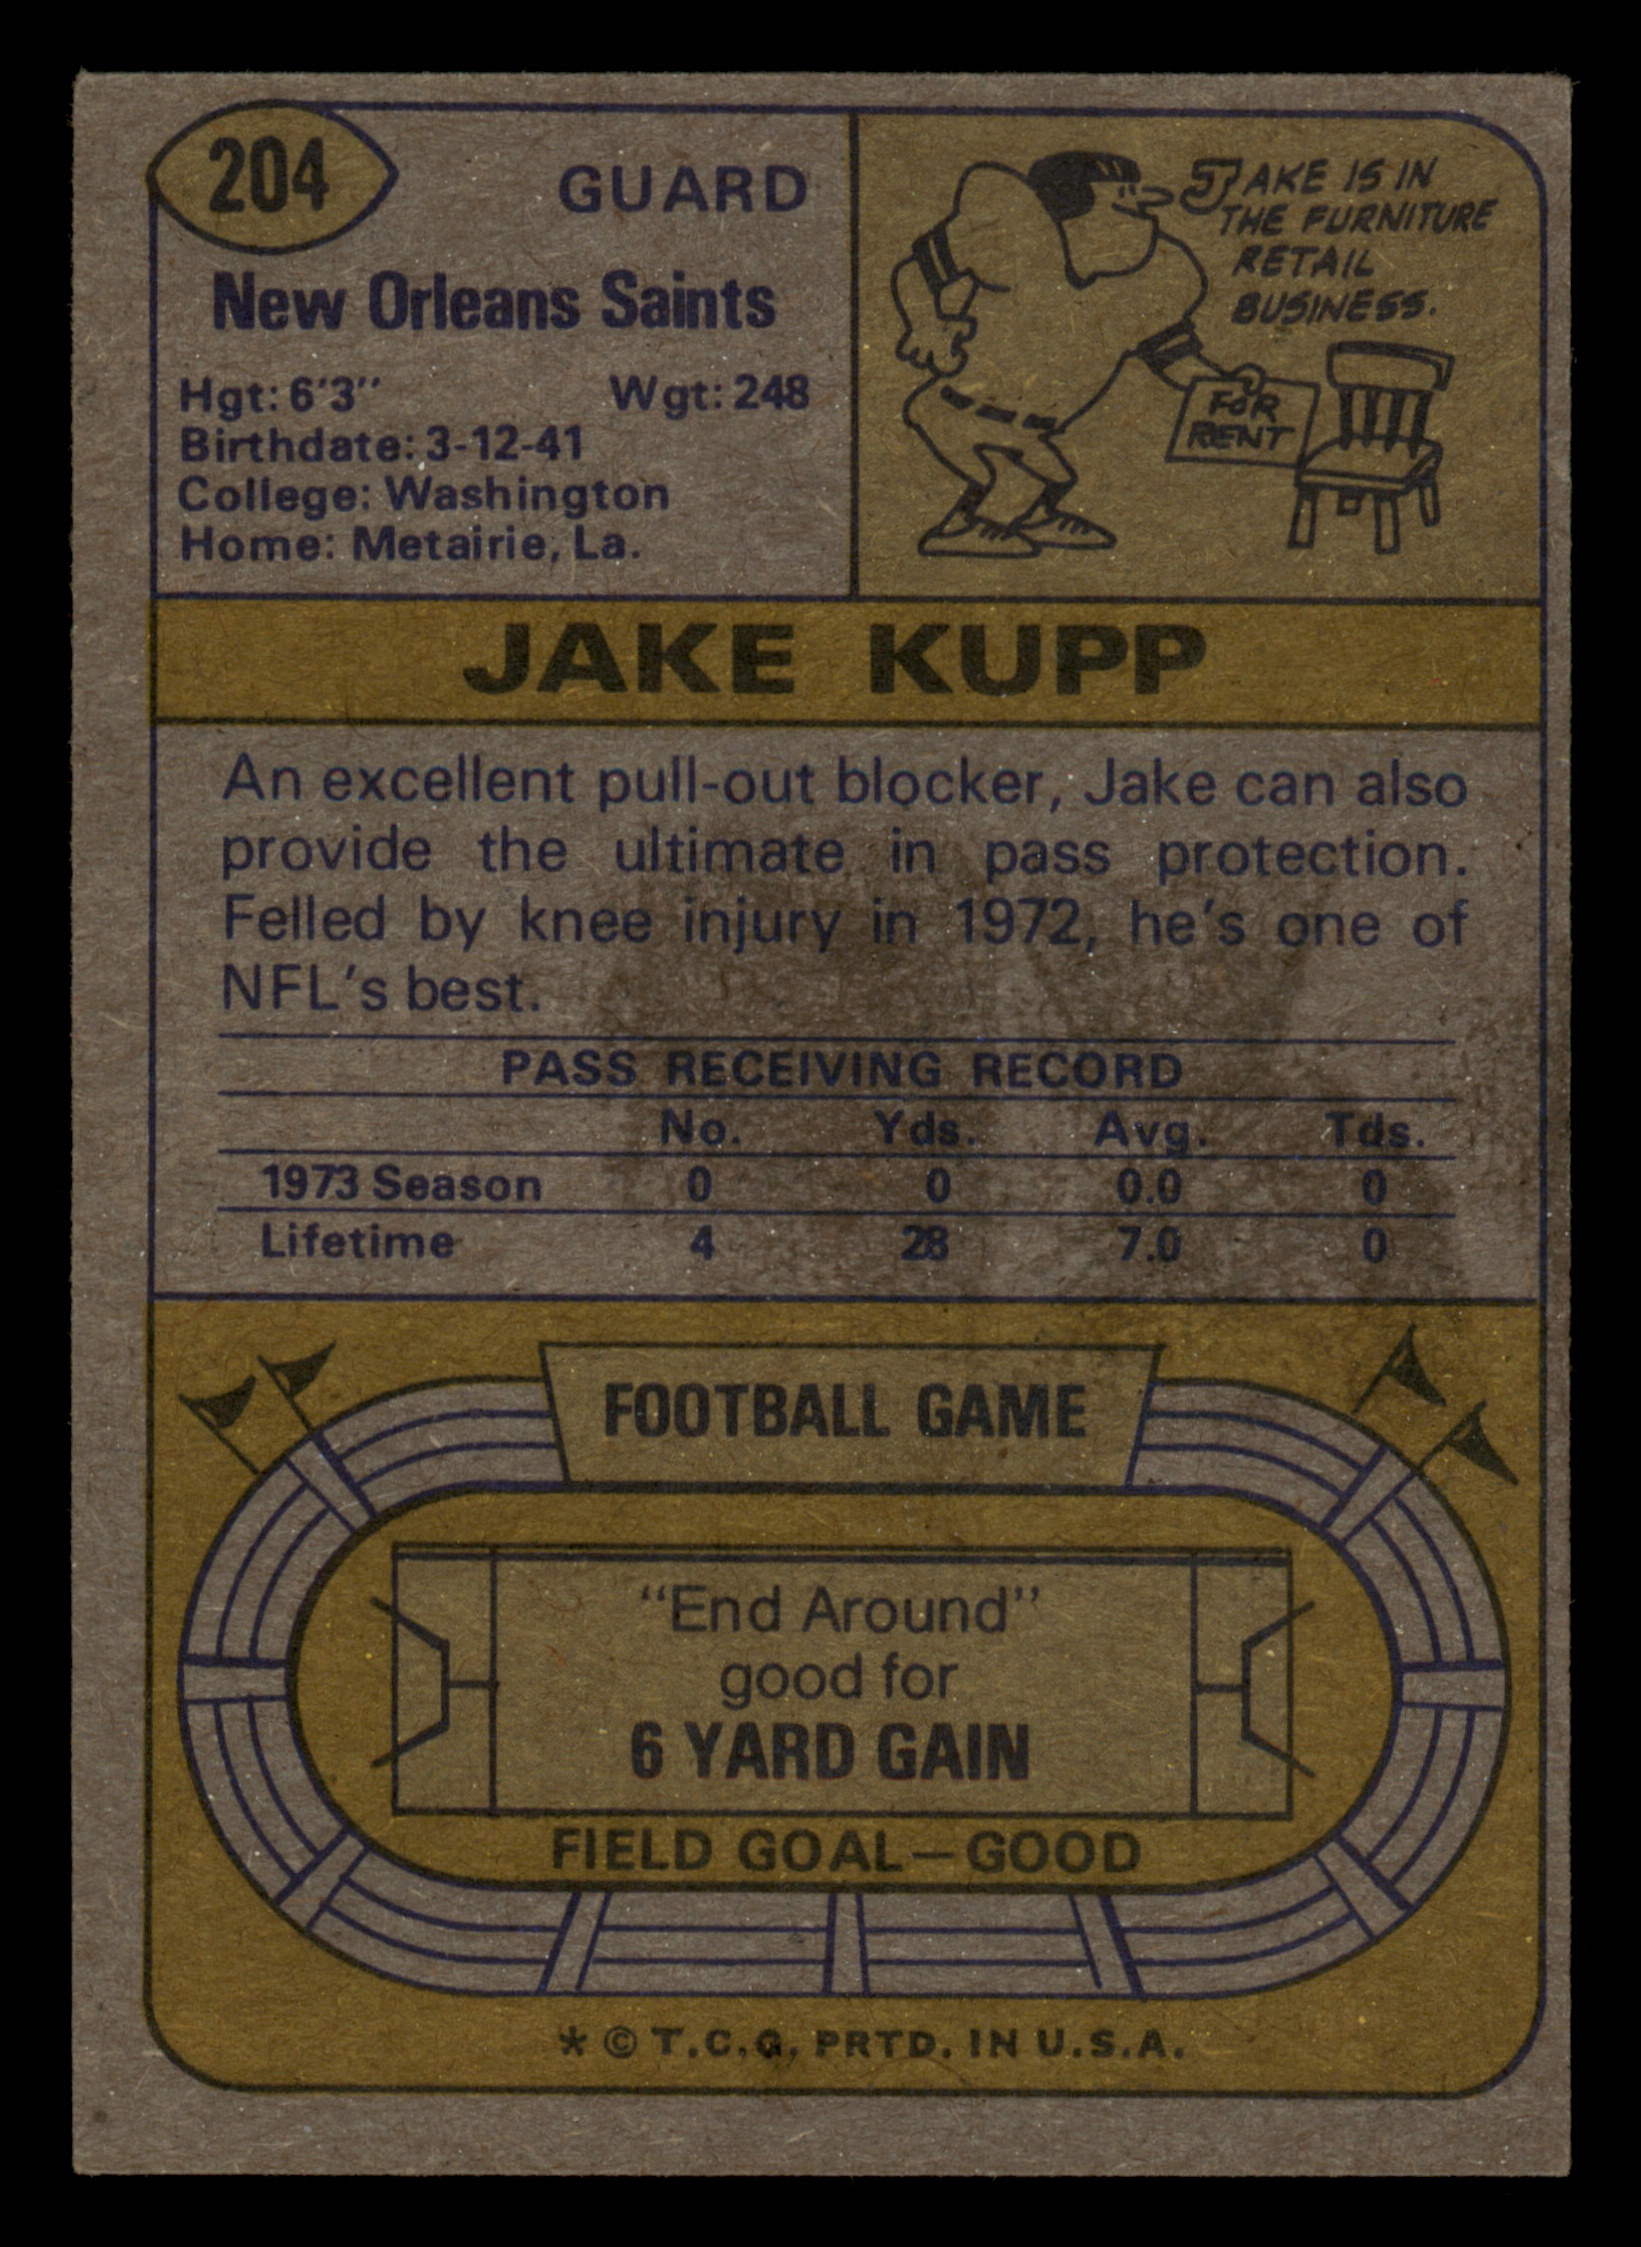 204
GUARD
New Orleans Saints
Hgt: 6'3" Wgt: 248
Birthdate: 3-12-41
College: Washington
Home: Metairie, La.
JAKE IS IN
THE FURNITURE
RETAIL
BUSINESS.
FOR
RENT
JAKE KUPP
An excellent pull-out blocker, Jake can also
provide the ultimate in pass protection.
Felled by knee injury in 1972, he's one of
NFL's best.
PASS RECEIVING RECORD
No. Yds. Avg. Tds.
1973 Season 0 0 0.0 0
Lifetime 4 28 7.0 0
FOOTBALL GAME
"End Around"
good for
6 YARD GAIN
FIELD GOAL—GOOD
* © T.C.G. PRTD. IN U.S.A.